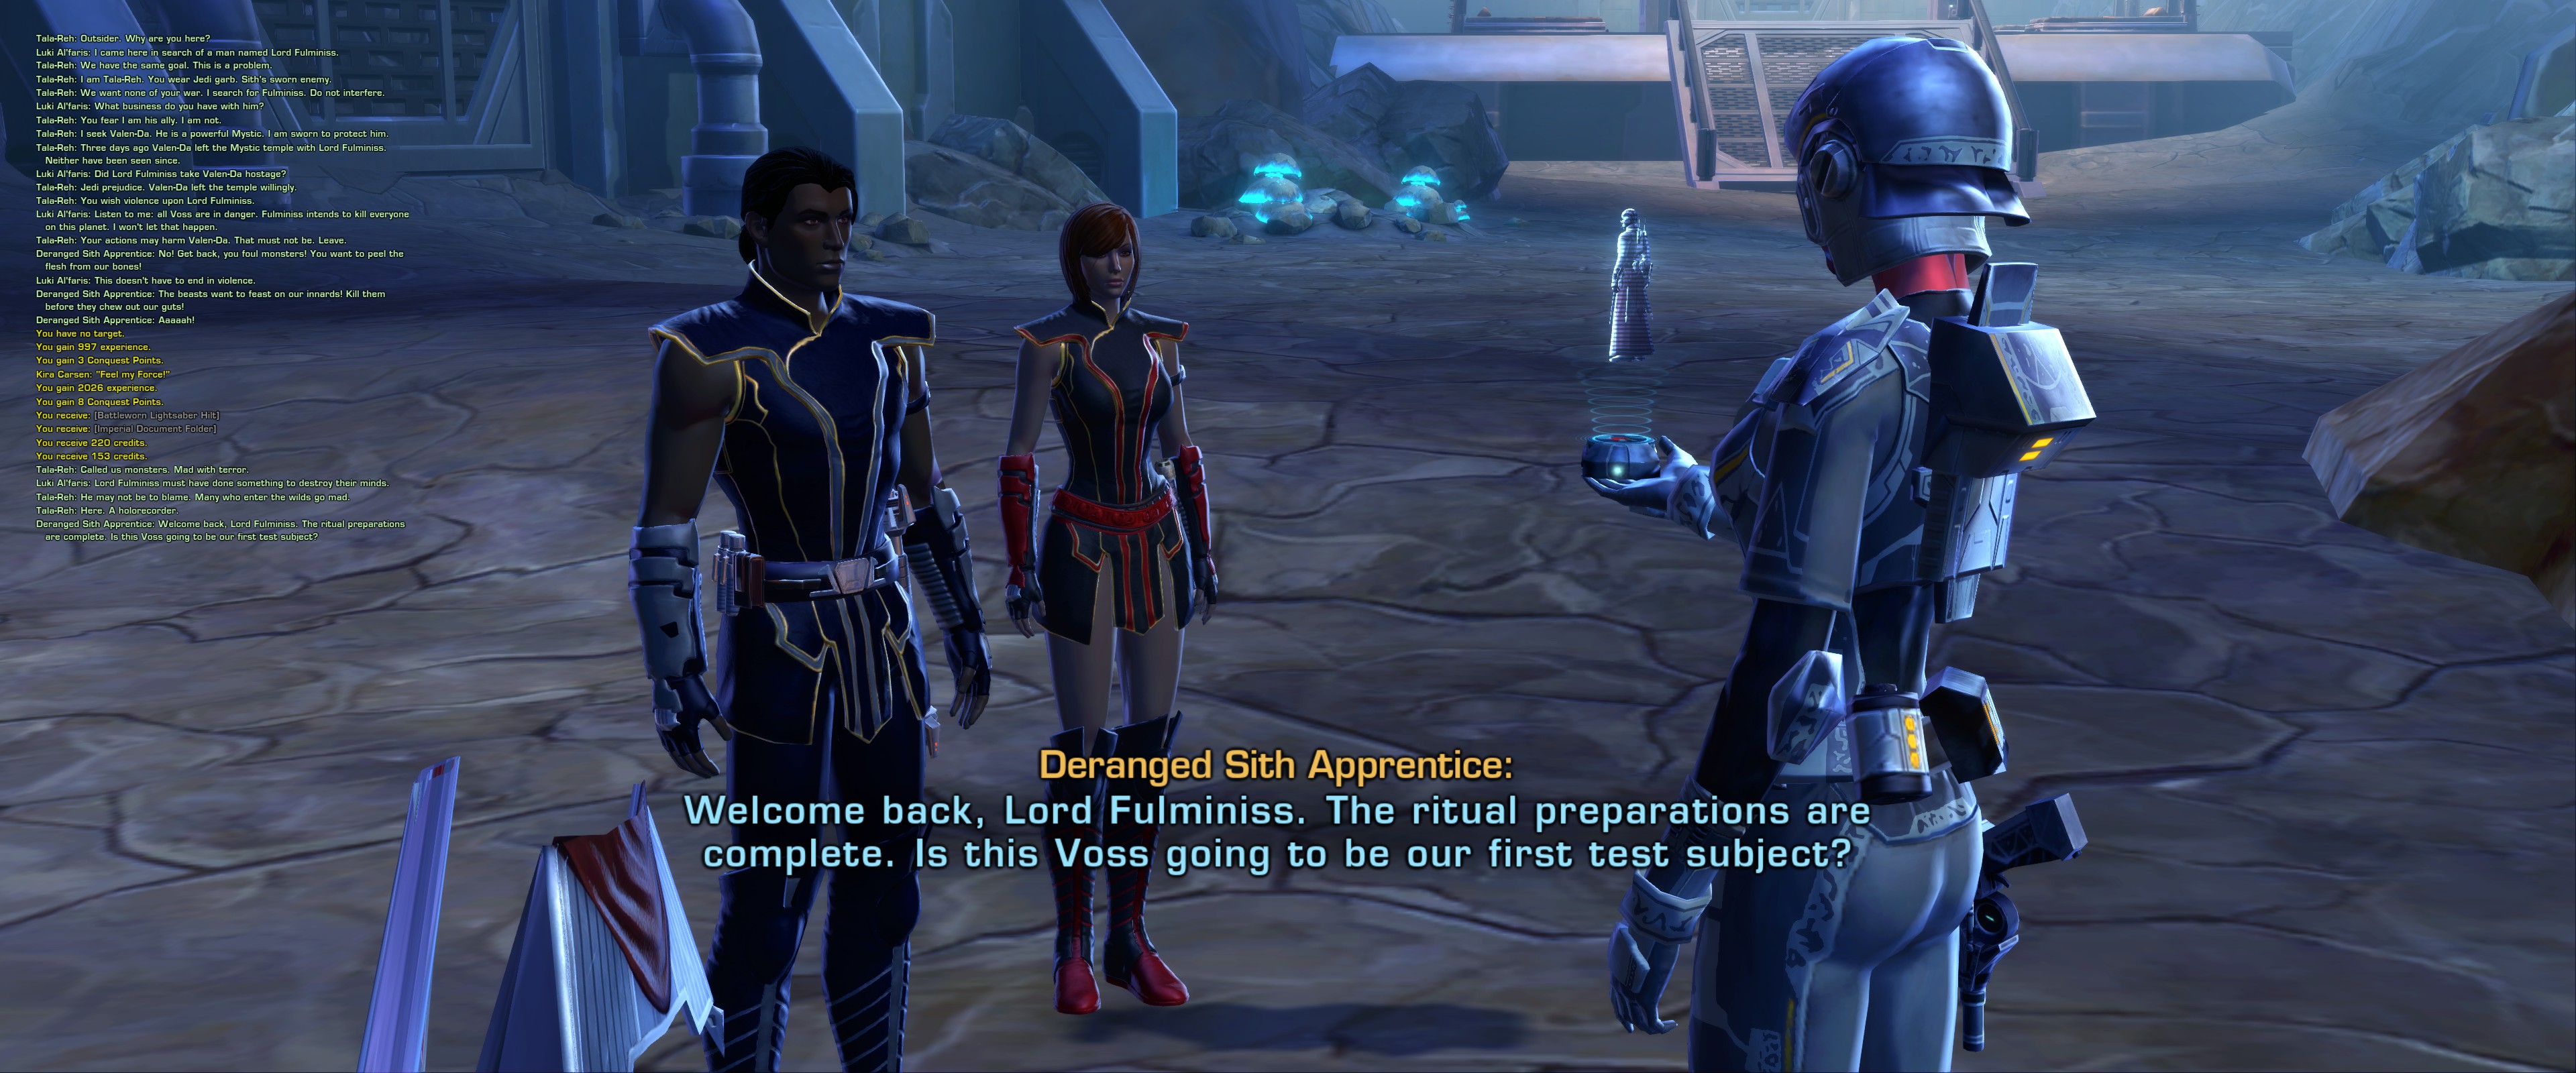 Tala-Reh: Outsider. Why are you here?
Luki Al'faris: I came here in search of a man named Lord Fulminiss.
Tala-Reh: We have the same goal. This is a problem.
Tala-Reh: I am Tala-Reh. You wear Jedi garb. Sith's sworn enemy.
Tala-Reh: We want none of your war. I search for Fulminiss. Do not interfere.
Luki Al'faris: What business do you have with him?
Tala-Reh: You fear I am his ally. I am not.
Tala-Reh: I seek Valen-Da. He is a powerful Mystic. I am sworn to protect him.
Tala-Reh: Three days ago Valen-Da left the Mystic temple with Lord Fulminiss.
Neither have been seen since.
Luki Al'faris: Did Lord Fulminiss take Valen-Da hostage?
Tala-Reh: Jedi prejudice. Valen-Da left the temple willingly.
Tala-Reh: You wish violence upon Lord Fulminiss.
Luki Al'faris: Listen to me: all Voss are in danger. Fulminiss intends to kill everyone
on this planet. I won't let that happen.
Tala-Reh: Your actions may harm Valen-Da. That must not be. Leave.
Deranged Sith Apprentice: No! Get back, you foul monsters! You want to peel the
flesh from our bones!
Luki Al'faris: This doesn't have to end in violence.
Deranged Sith Apprentice: The beasts want to feast on our innards! Kill them
before they chew out our guts!
Deranged Sith Apprentice: Aaaaah!
You have no target.
You gain 997 experience.
You gain 3 Conquest Points.
Kira Carsen: "Feel my Force!"
You gain 2026 experience.
You gain 8 Conquest Points.
You receive: [Battleworn Lightsaber Hilt]
You receive: [Imperial Document Folder]
You receive 220 credits.
You receive 153 credits.
Tala-Reh: Called us monsters. Mad with terror.
Luki Al'faris: Lord Fulminiss must have done something to destroy their minds.
Tala-Reh: He may not be to blame. Many who enter the wilds go mad.
Tala-Reh: Here. A holorecorder.
Deranged Sith Apprentice: Welcome back, Lord Fulminiss. The ritual preparations
are complete. Is this Voss going to be our first test subject?
Deranged Sith Apprentice:
Welcome back, Lord Fulminiss. The ritual preparations are
complete. Is this Voss going to be our first test subject?